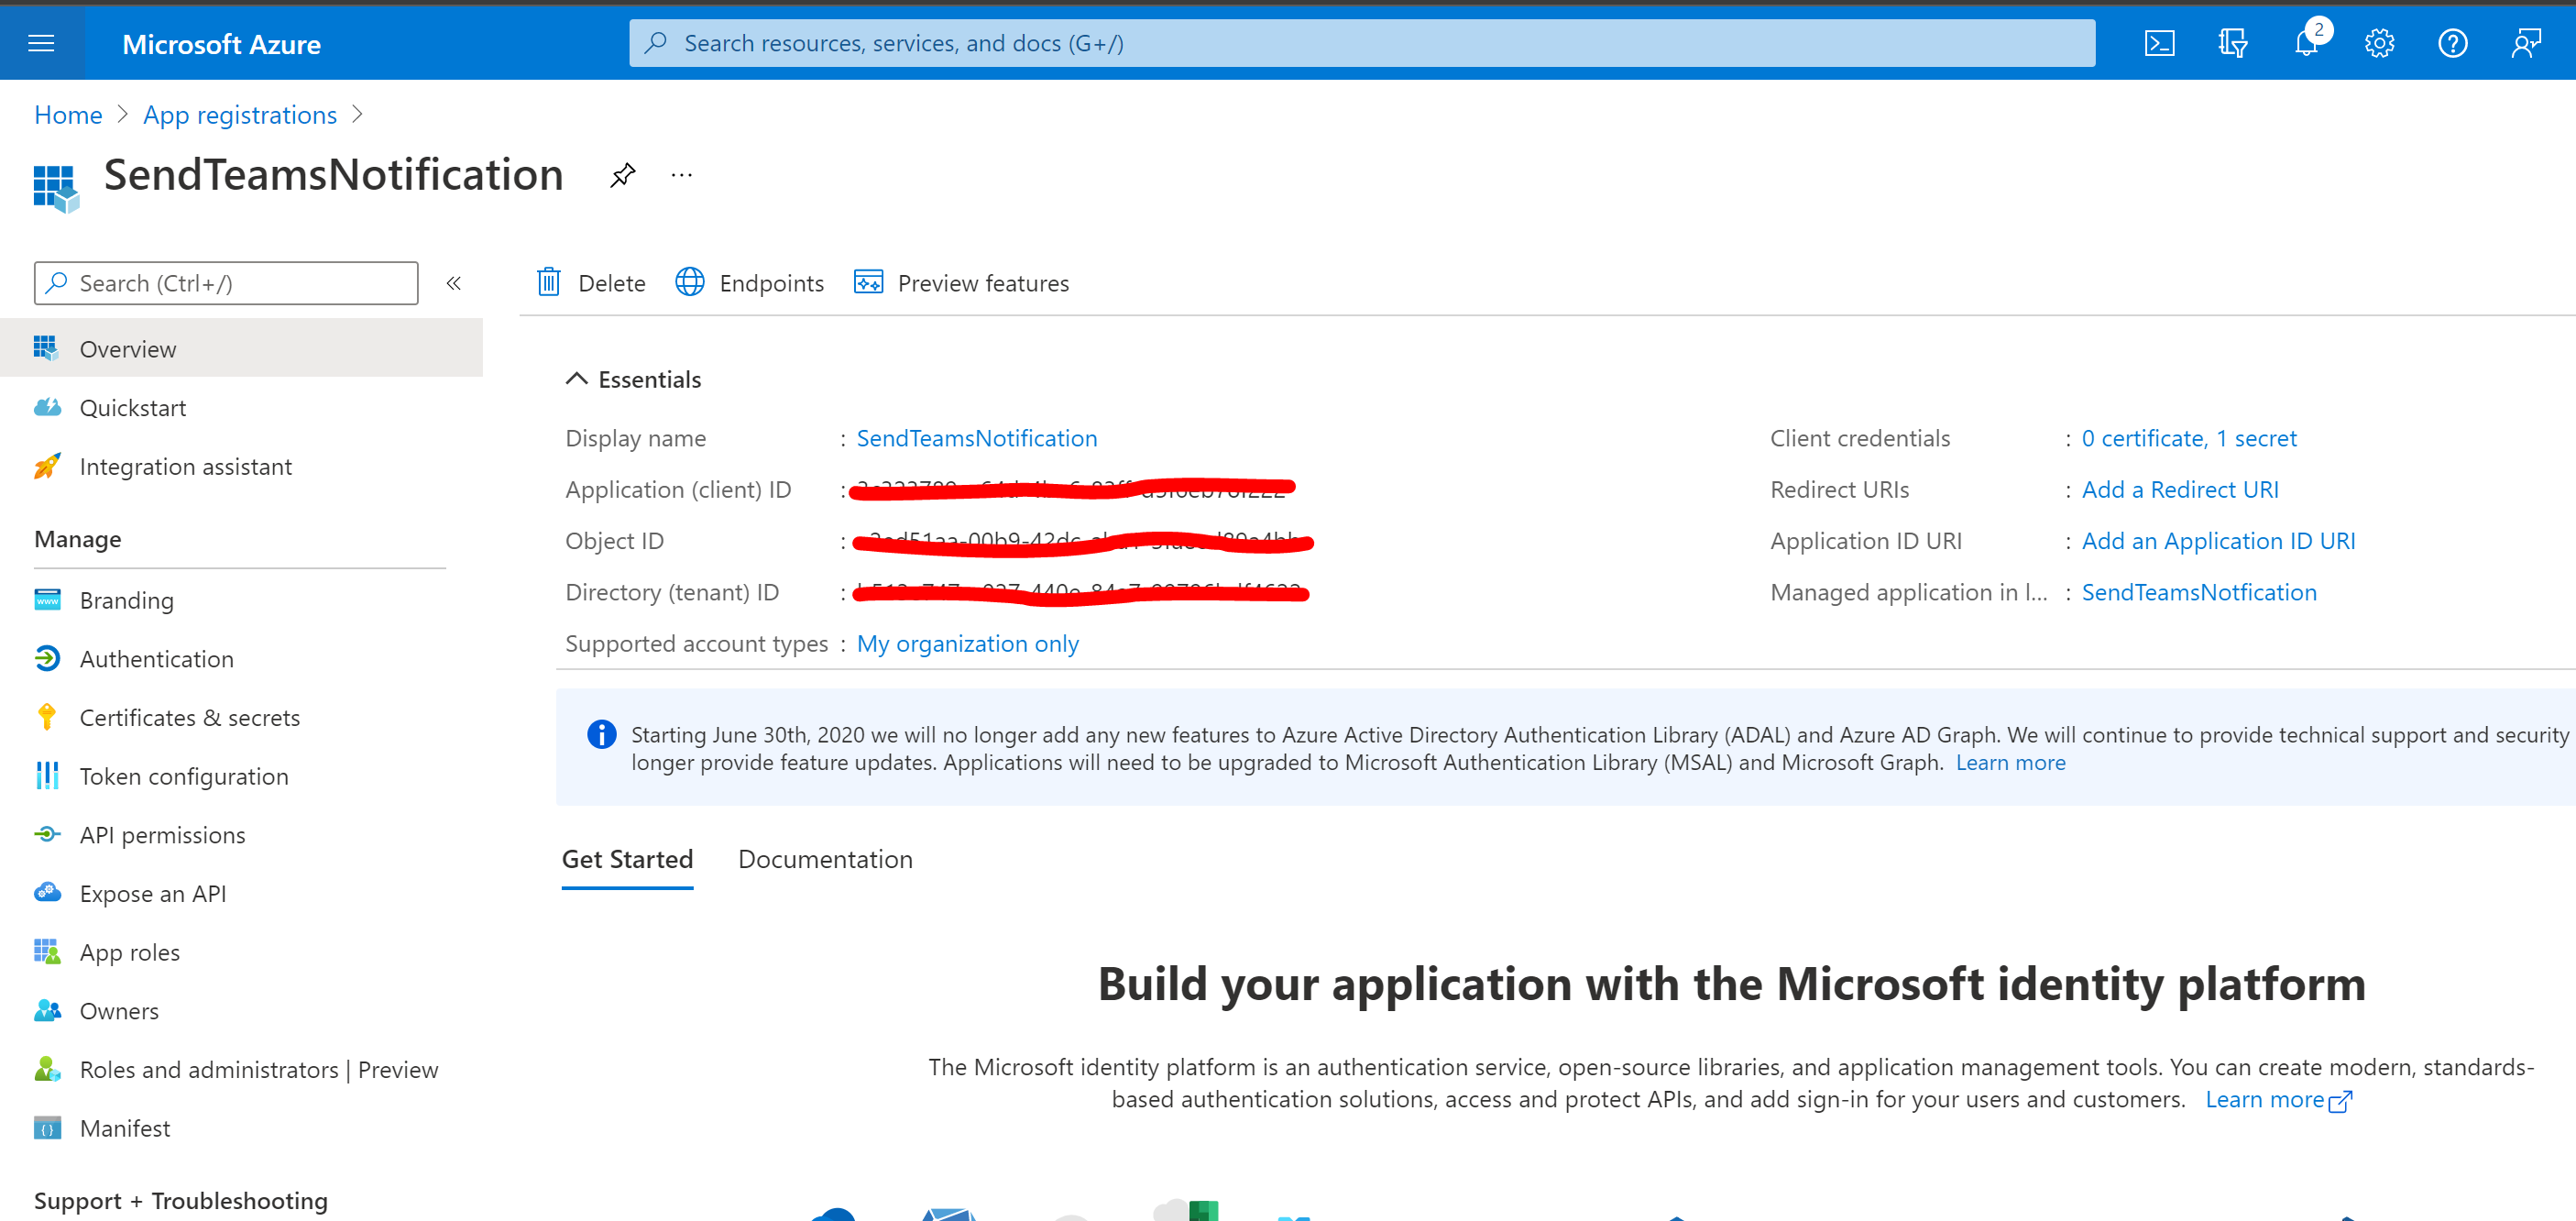 Microsoft Azure
Search resources, services, and docs (G+/)
2
Home > App registrations >
SendTeamsNotification
Search (Ctrl+/)
Overview
Quickstart
Integration assistant
Manage
Branding
Authentication
Certificates & secrets
Token configuration
API permissions
Expose an API
App roles
Owners
Roles and administrators | Preview
Manifest
Support + Troubleshooting
Delete
Endpoints
Preview features
Essentials
Display name : SendTeamsNotification
Application (client) ID :
Object ID :
Directory (tenant) ID :
Supported account types : My organization only
Client credentials : 0 certificate, 1 secret
Redirect URIs : Add a Redirect URI
Application ID URI : Add an Application ID URI
Managed application in l... : SendTeamsNotfication
Starting June 30th, 2020 we will no longer add any new features to Azure Active Directory Authentication Library (ADAL) and Azure AD Graph. We will continue to provide technical support and security
longer provide feature updates. Applications will need to be upgraded to Microsoft Authentication Library (MSAL) and Microsoft Graph. Learn more
Get Started
Documentation
Build your application with the Microsoft identity platform
The Microsoft identity platform is an authentication service, open-source libraries, and application management tools. You can create modern, standards-
based authentication solutions, access and protect APIs, and add sign-in for your users and customers. Learn more